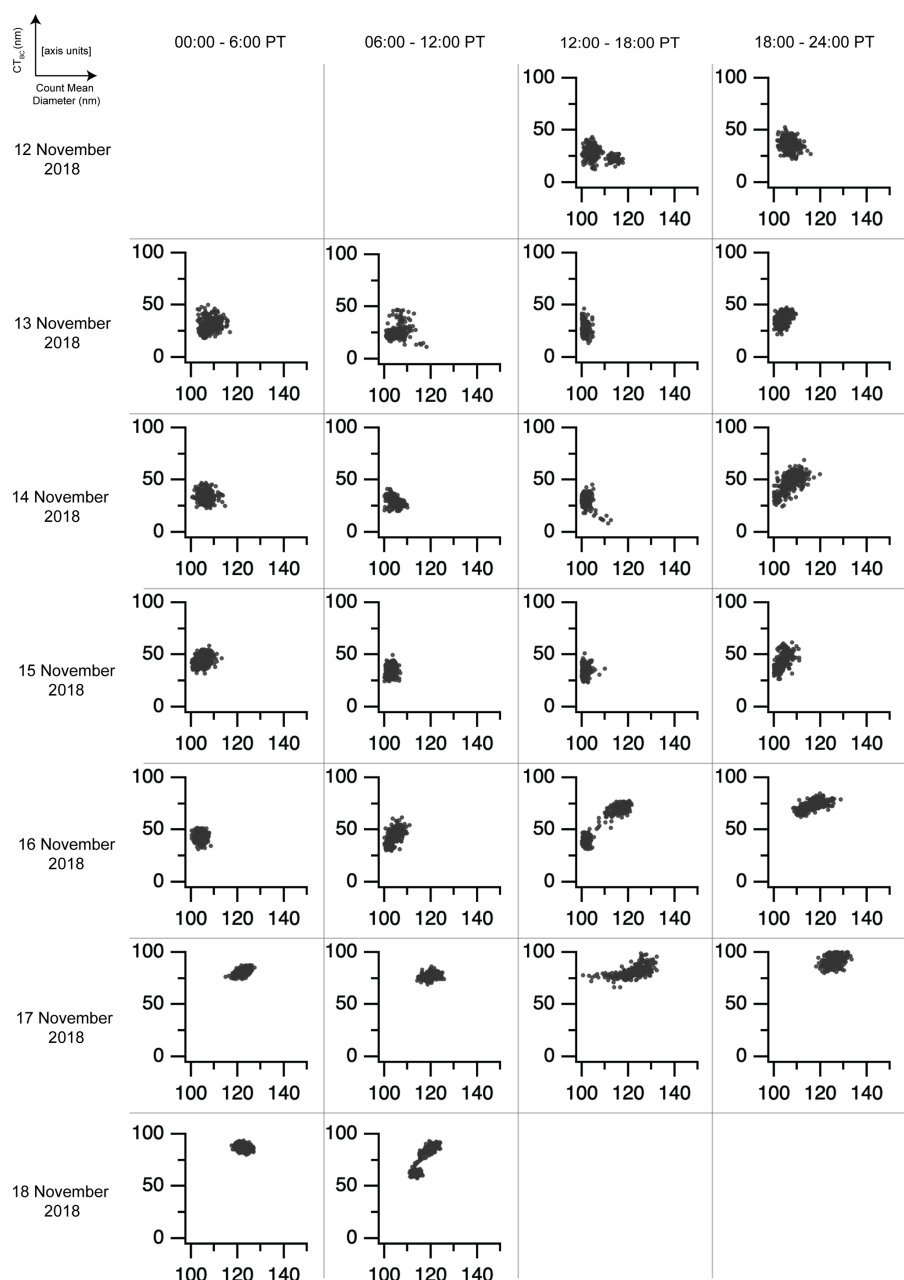 CTBC (nm)
[axis units]
Count Mean
Diameter (nm)
00:00 - 6:00 PT
06:00 - 12:00 PT
12:00 - 18:00 PT
18:00 - 24:00 PT
12 November
2018
100
50
0
100 120 140
100
50
0
100 120 140
13 November
2018
100
50
0
100 120 140
100
50
0
100 120 140
100
50
0
100 120 140
100
50
0
100 120 140
14 November
2018
100
50
0
100 120 140
100
50
0
100 120 140
100
50
0
100 120 140
100
50
0
100 120 140
15 November
2018
100
50
0
100 120 140
100
50
0
100 120 140
100
50
0
100 120 140
100
50
0
100 120 140
16 November
2018
100
50
0
100 120 140
100
50
0
100 120 140
100
50
0
100 120 140
100
50
0
100 120 140
17 November
2018
100
50
0
100 120 140
100
50
0
100 120 140
100
50
0
100 120 140
100
50
0
100 120 140
18 November
2018
100
50
0
100 120 140
100
50
0
100 120 140